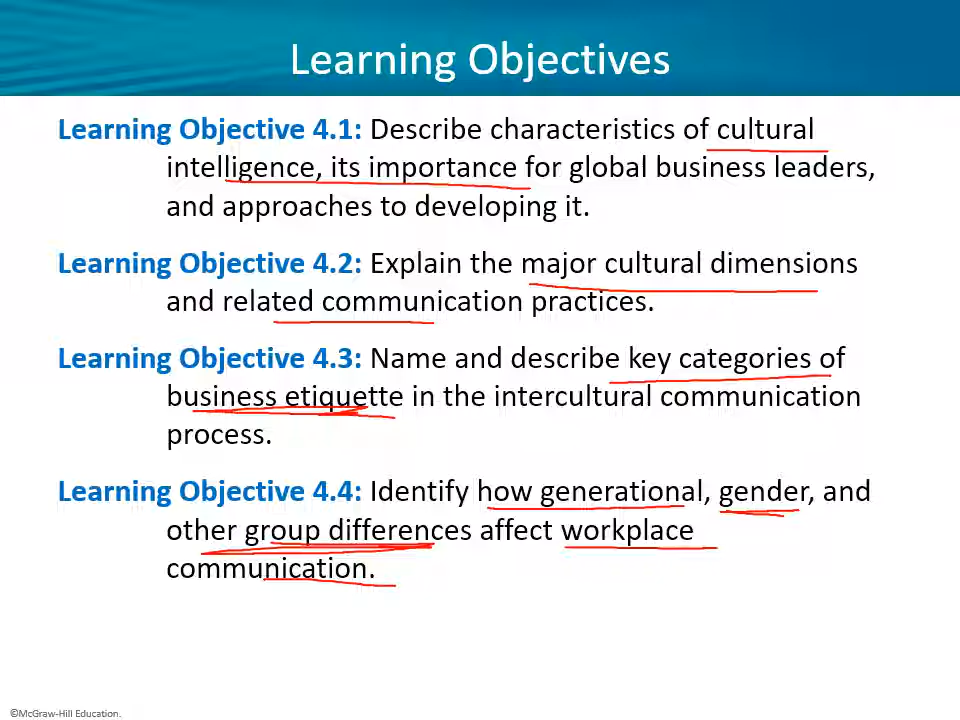 Learning Objectives
Learning Objective 4.1: Describe characteristics of cultural
intelligence, its importance for global business leaders,
and approaches to developing it.
Learning Objective 4.2: Explain the major cultural dimensions
and related communication practices.
Learning Objective 4.3: Name and describe key categories of
business etiquette in the intercultural communication
process.
Learning Objective 4.4: Identify how generational, gender, and
other group differences affect workplace
communication.
©McGraw-Hill Education.